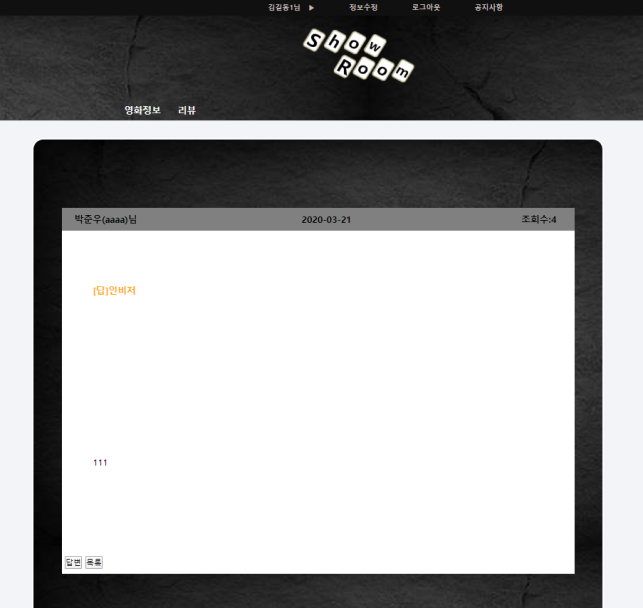 김길동1님 ▶ 정보수정 로그아웃 공지사항
Show
Room
영화정보 리뷰
박준우(aaaa)님 2020-03-21 조회수:4
[답]인비저
111
답변 목록